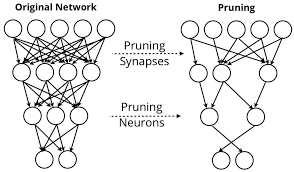 Original Network
Pruning
Pruning
Synapses
Pruning
Neurons